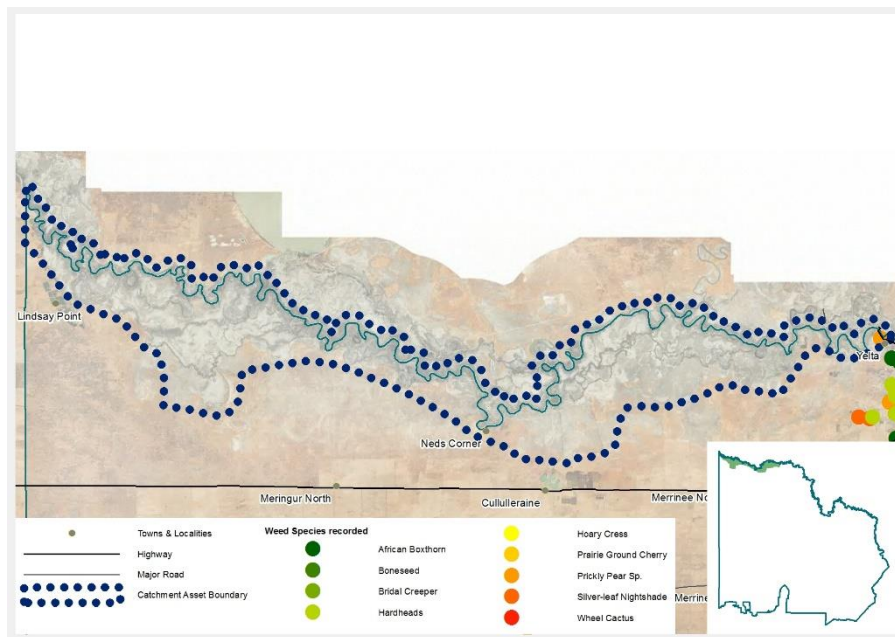 Lindsay Point
Yelta
Neds Corner
Meringur North
Cullulleraine
Merrinee No
Towns & Localities
Highway
Major Road
Catchment Asset Boundary
Weed Species recorded
African Boxthorn
Boneseed
Bridal Creeper
Hardheads
Hoary Cress
Prairie Ground Cherry
Prickly Pear Sp.
Silver-leaf Nightshade
Wheel Cactus
Merrine